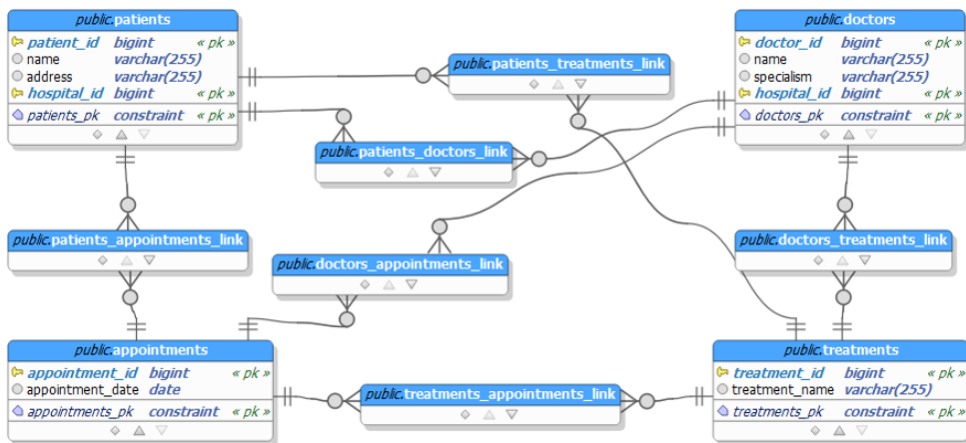 public.patients
patient_id bigint « pk »
name varchar(255)
address varchar(255)
hospital_id bigint « pk »
patients_pk constraint « pk »
public.patients_treatments_link
public.doctors
doctor_id bigint « pk »
name varchar(255)
specialism varchar(255)
hospital_id bigint « pk »
doctors_pk constraint « pk »
public.patients_doctors_link
public.patients_appointments_link
public.doctors_appointments_link
public.doctors_treatments_link
public.appointments
appointment_id bigint « pk »
appointment_date date
appointments_pk constraint « pk »
public.treatments_appointments_link
public.treatments
treatment_id bigint « pk »
treatment_name varchar(255)
treatments_pk constraint « pk »